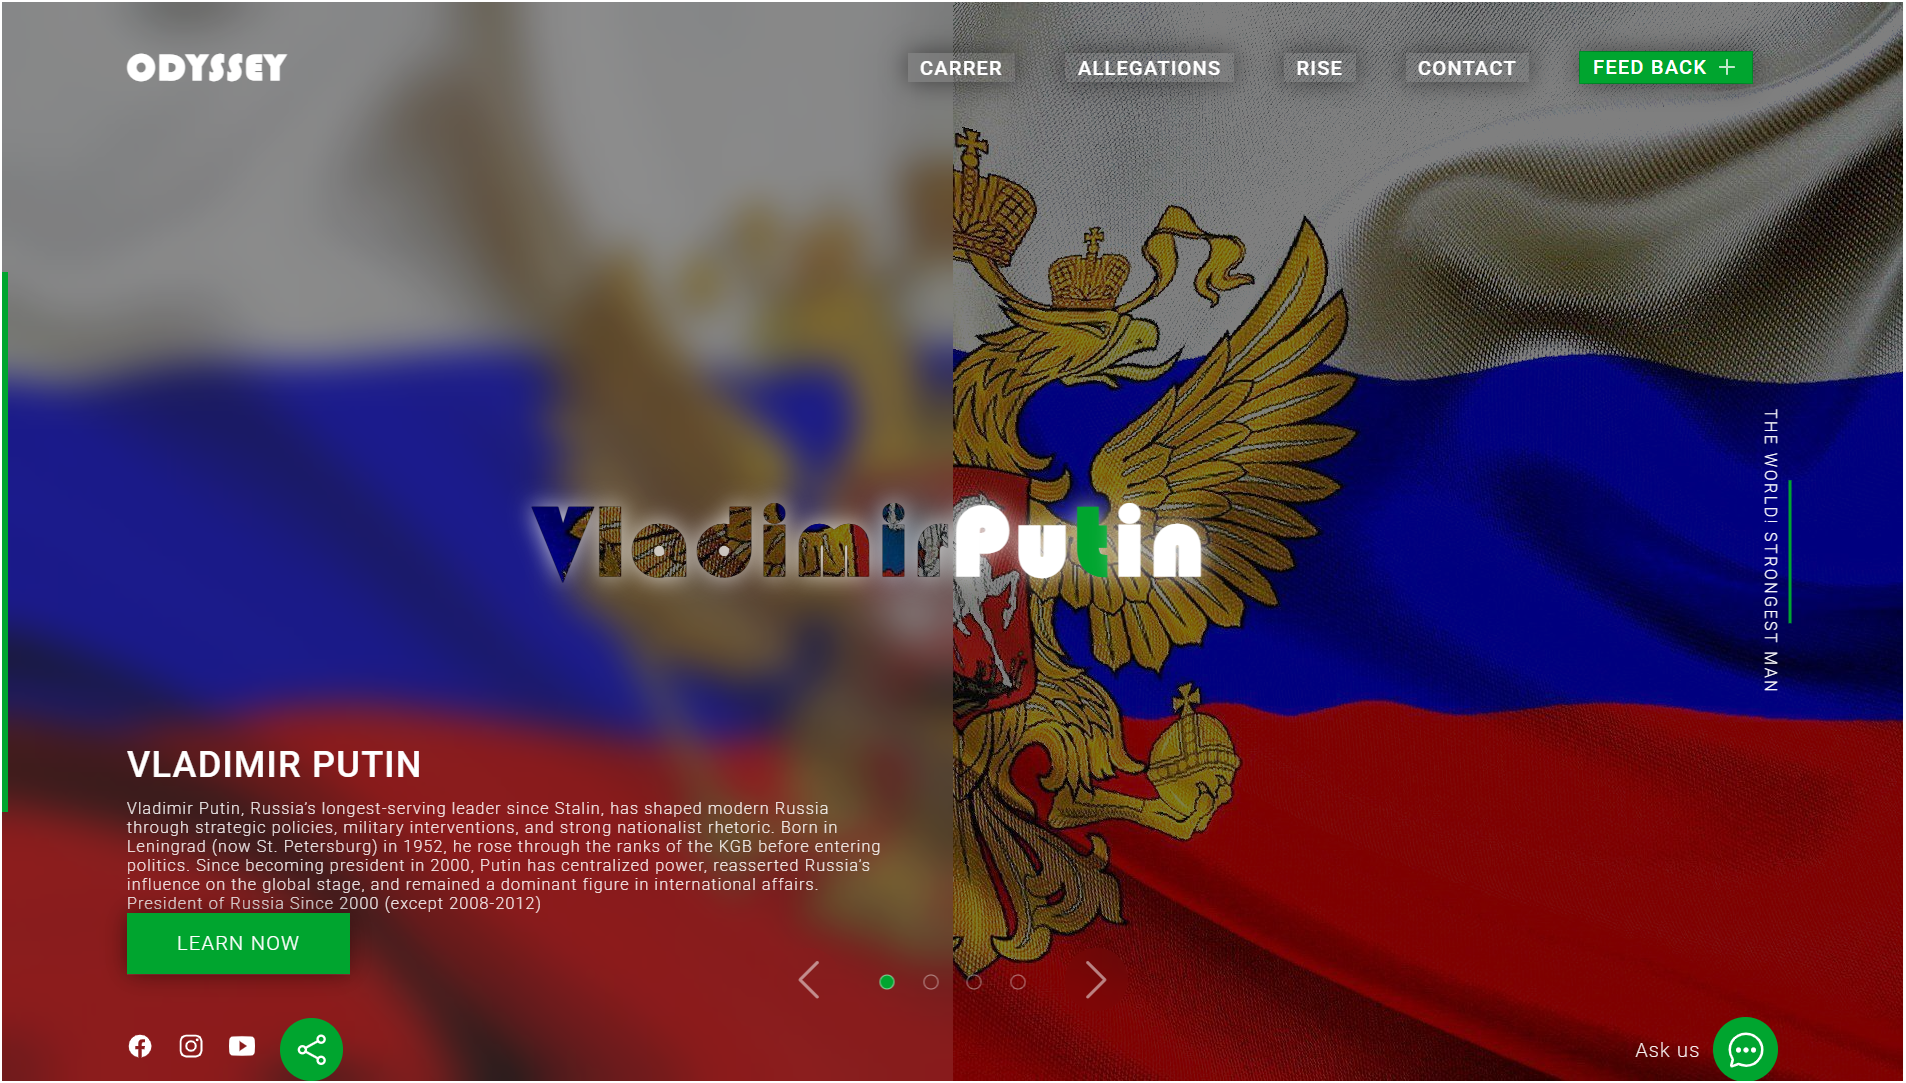 ODYSSEY
CARRER
ALLEGATIONS
RISE
CONTACT
FEED BACK +
VladimirPutin
THE WORLD! STRONGEST MAN
VLADIMIR PUTIN
Vladimir Putin, Russia's longest-serving leader since Stalin, has shaped modern Russia
through strategic policies, military interventions, and strong nationalist rhetoric. Born in
Leningrad (now St. Petersburg) in 1952, he rose through the ranks of the KGB before entering
politics. Since becoming president in 2000, Putin has centralized power, reasserted Russia's
influence on the global stage, and remained a dominant figure in international affairs.
President of Russia Since 2000 (except 2008-2012)
LEARN NOW
Ask us